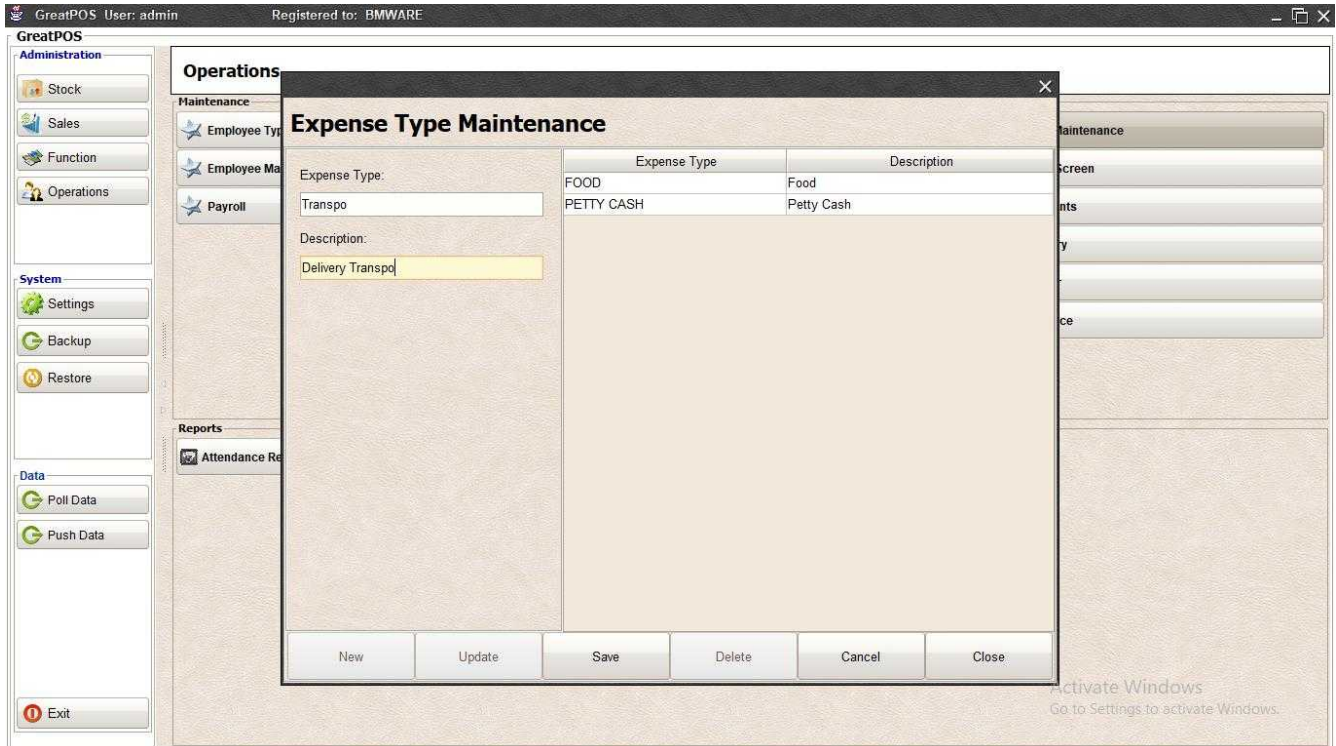 GreatPOS User: admin Registered to: BMWARE
GreatPOS
Administration
Stock
Sales
Function
Operations
System
Settings
Backup
Restore
Data
Poll Data
Push Data
Exit
Operations
Maintenance
Employee Typ
Employee Ma
Payroll
Reports
Attendance Re
Expense Type Maintenance
Expense Type:
Transpo
Description:
Delivery Transpo
Expense Type Description
FOOD Food
PETTY CASH Petty Cash
New Update Save Delete Cancel Close
Maintenance
Screen
nts
ry
ce
Activate Windows
Go to Settings to activate Windows.